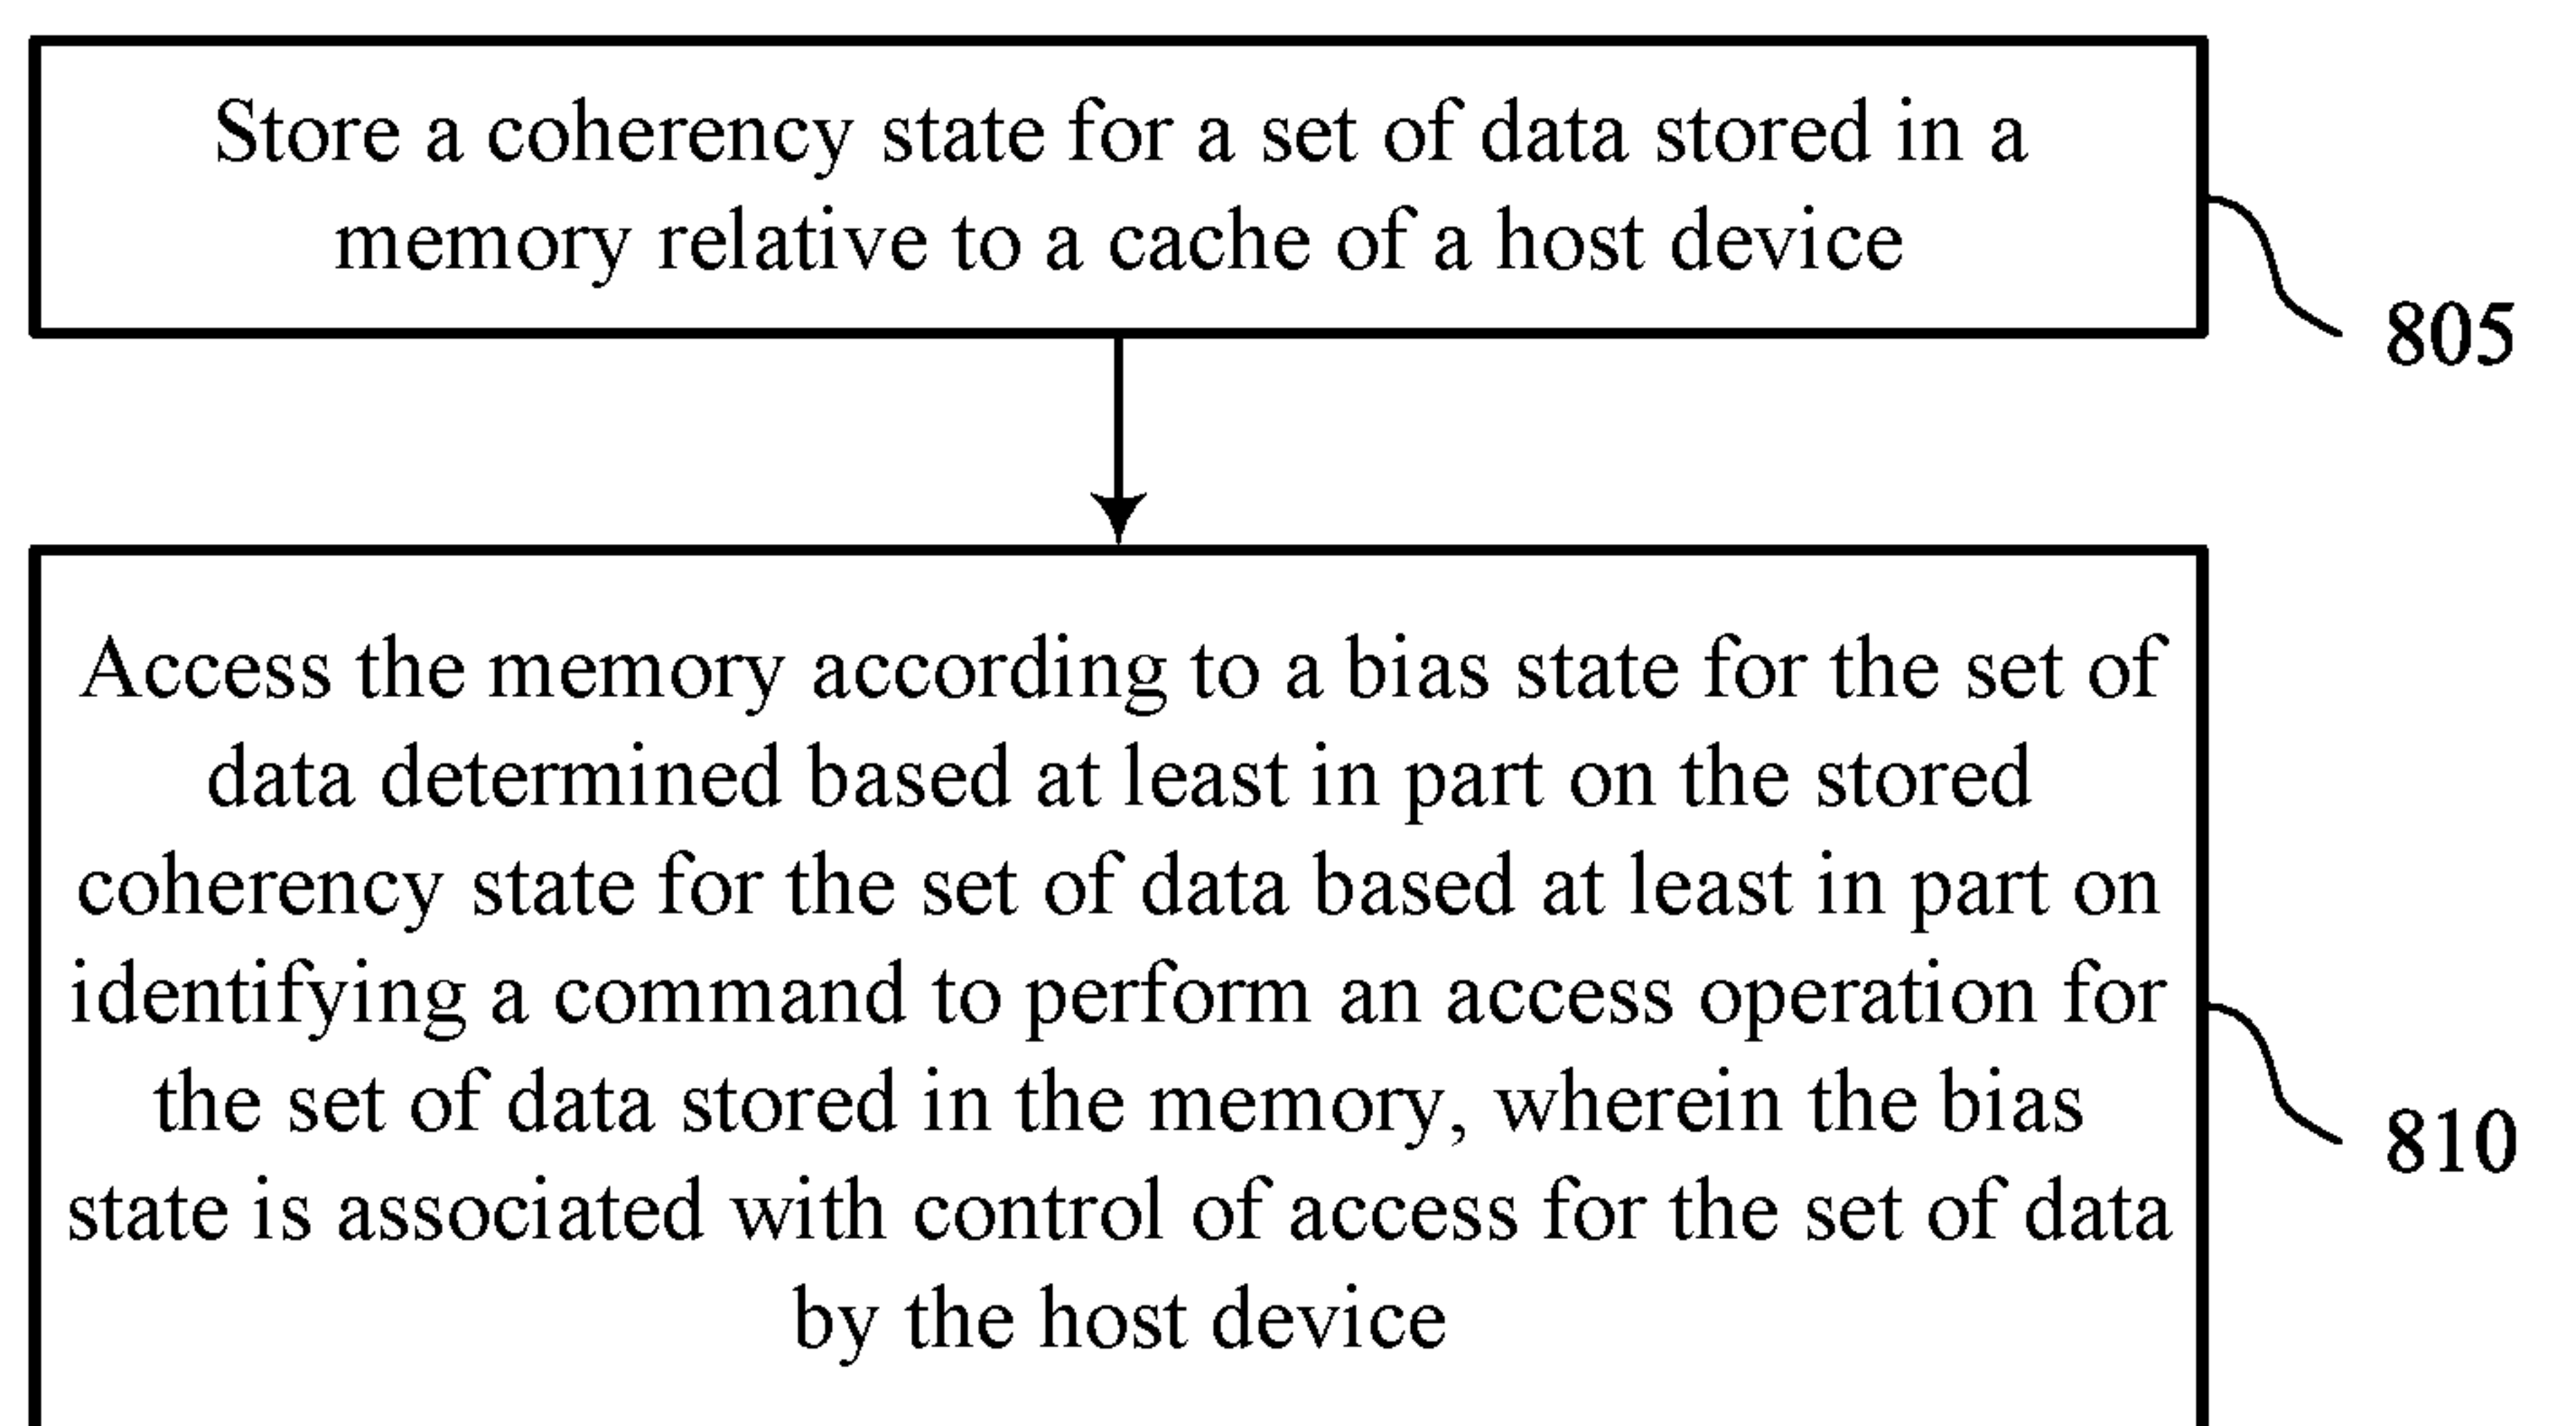 Store a coherency state for a set of data stored in a
memory relative to a cache of a host device
805
Access the memory according to a bias state for the set of
data determined based at least in part on the stored
coherency state for the set of data based at least in part on
identifying a command to perform an access operation for
the set of data stored in the memory, wherein the bias
state is associated with control of access for the set of data
by the host device
810